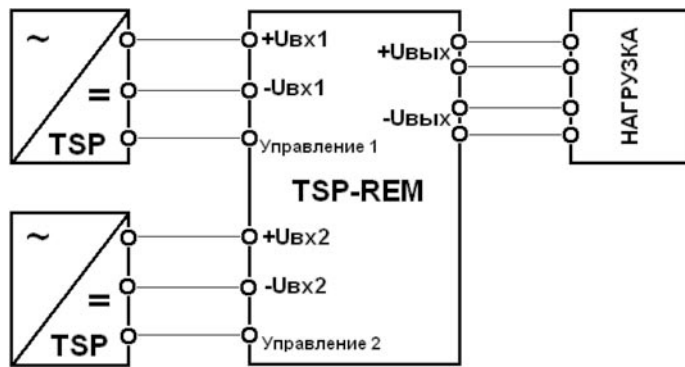 ~
=
TSP
+Uвх1
-Uвх1
Управление 1
+Uвых
-Uвых
TSP-REM
НАГРУЗКА
~
=
TSP
+Uвх2
-Uвх2
Управление 2